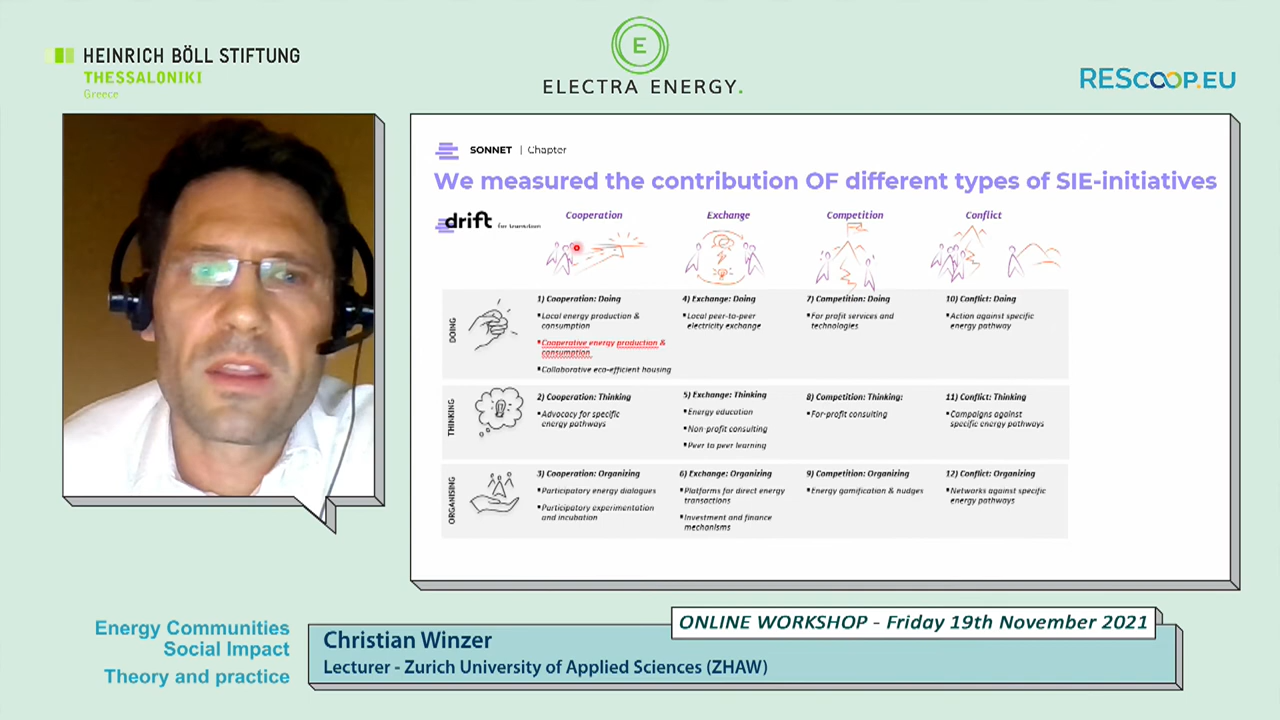 HEINRICH BÖLL STIFTUNG
THESSALONIKI
Greece
E
ELECTRA ENERGY.
REScoop.EU
SONNET | Chapter
We measured the contribution OF different types of SIE-initiatives
drift
Cooperation
Exchange
Competition
Conflict
DOING
1) Cooperation: Doing
Local energy production &
consumption
Cooperative energy production &
consumption
Collaborative eco-efficient housing
4) Exchange: Doing
Local peer-to-peer
electricity exchange
7) Competition: Doing
For profit services and
technologies
10) Conflict: Doing
Action against specific
energy pathway
THINKING
2) Cooperation: Thinking
Advocacy for specific
energy pathways
5) Exchange: Thinking
Energy education
Non-profit consulting
Peer to peer learning
8) Competition: Thinking:
For-profit consulting
11) Conflict: Thinking
Campaigns against
specific energy pathways
ORGANISING
3) Cooperation: Organizing
Participatory energy dialogues
Participatory experimentation
and incubation
6) Exchange: Organizing
Platforms for direct energy
transactions
Investment and finance
mechanisms
9) Competition: Organizing
Energy gamification & nudges
12) Conflict: Organizing
Networks against specific
energy pathways
ONLINE WORKSHOP - Friday 19th November 2021
Energy Communities
Social Impact
Theory and practice
Christian Winzer
Lecturer - Zurich University of Applied Sciences (ZHAW)